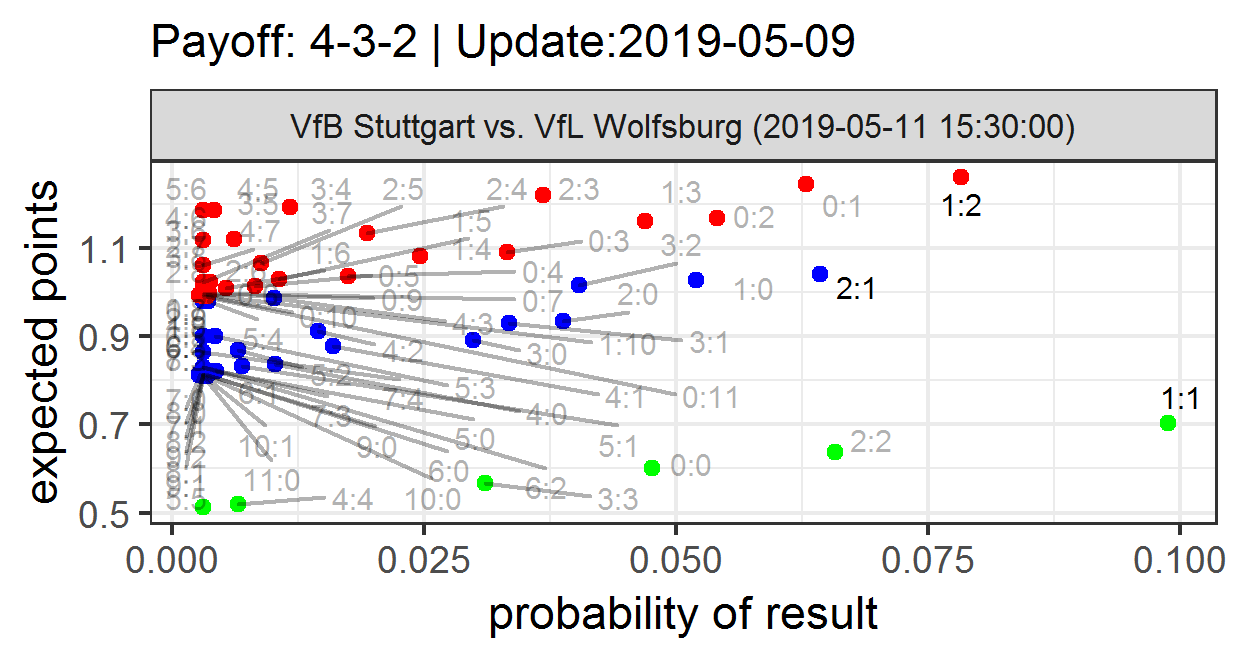 Payoff: 4-3-2 | Update:2019-05-09
VfB Stuttgart vs. VfL Wolfsburg (2019-05-11 15:30:00)
expected points
1.1
0.9
0.7
0.5
5:6 4:5 3:4 2:5 2:4 2:3 1:3
3:5 3:7 0:1 1:2
4:7 1:5 0:2
1:6 1:4 0:3 3:2
0:5 0:4
0:9 0:7 2:0 1:0 2:1
0:10 4:3
5:4 4:2 3:0 1:10 3:1
5:2 5:3
6:1 7:4 4:1 0:11 1:1
7:3 4:0
10:1 9:0 5:0 5:1 2:2
6:0 0:0
11:0 6:2
5:5 4:4 10:0 3:3
0.000 0.025 0.050 0.075 0.100
probability of result